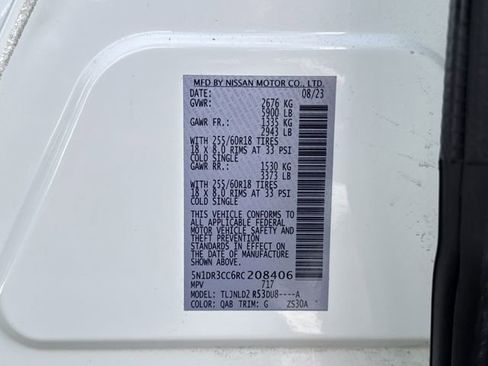 MFD BY NISSAN MOTOR CO., LTD.
DATE: 08/23
GVWR: 2676 KG
5900 LB
GAWR FR.: 1335 KG
2943 LB
WITH 255/60R18 TIRES
18 X 8.0 RIMS AT 33 PSI
COLD SINGLE
GAWR RR.: 1530 KG
3373 LB
WITH 255/60R18 TIRES
18 X 8.0 RIMS AT 33 PSI
COLD SINGLE
THIS VEHICLE CONFORMS TO
ALL APPLICABLE FEDERAL
MOTOR VEHICLE SAFETY AND
THEFT PREVENTION
STANDARDS IN EFFECT ON
THE DATE OF MANUFACTURE
SHOWN ABOVE.
5N1DR3CC6RC208406
MPV 717
MODEL: TLJNLDZ R53DU8----A
COLOR: QAB TRIM: G ZS30A